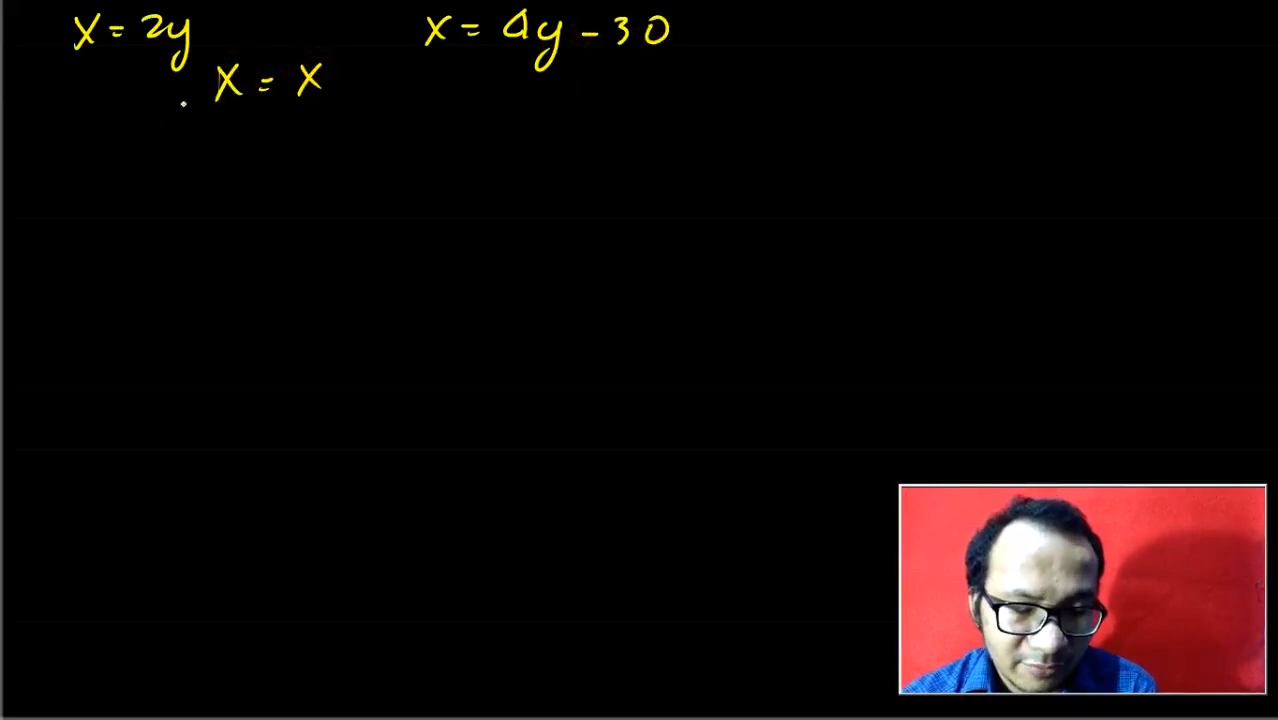 x = 2y x = 4y - 30
x = x